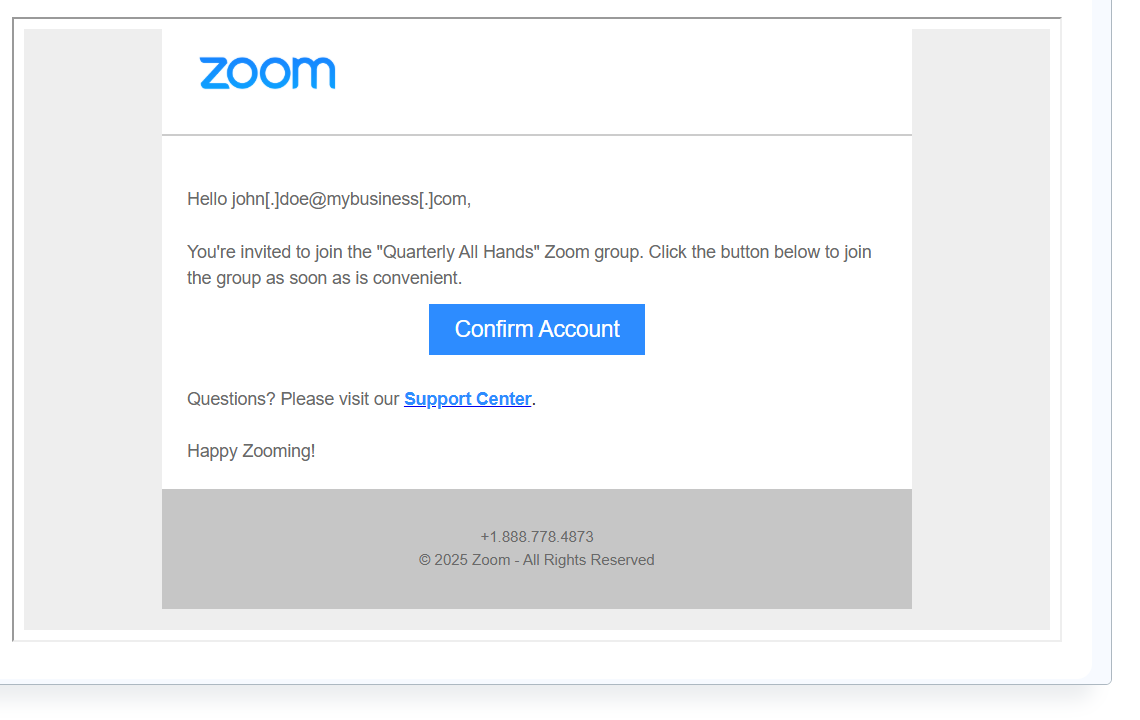 zoom
Hello john[.]doe@mybusiness[.]com,
You're invited to join the "Quarterly All Hands" Zoom group. Click the button below to join
the group as soon as is convenient.
Confirm Account
Questions? Please visit our Support Center.
Happy Zooming!
+1.888.778.4873
© 2025 Zoom - All Rights Reserved